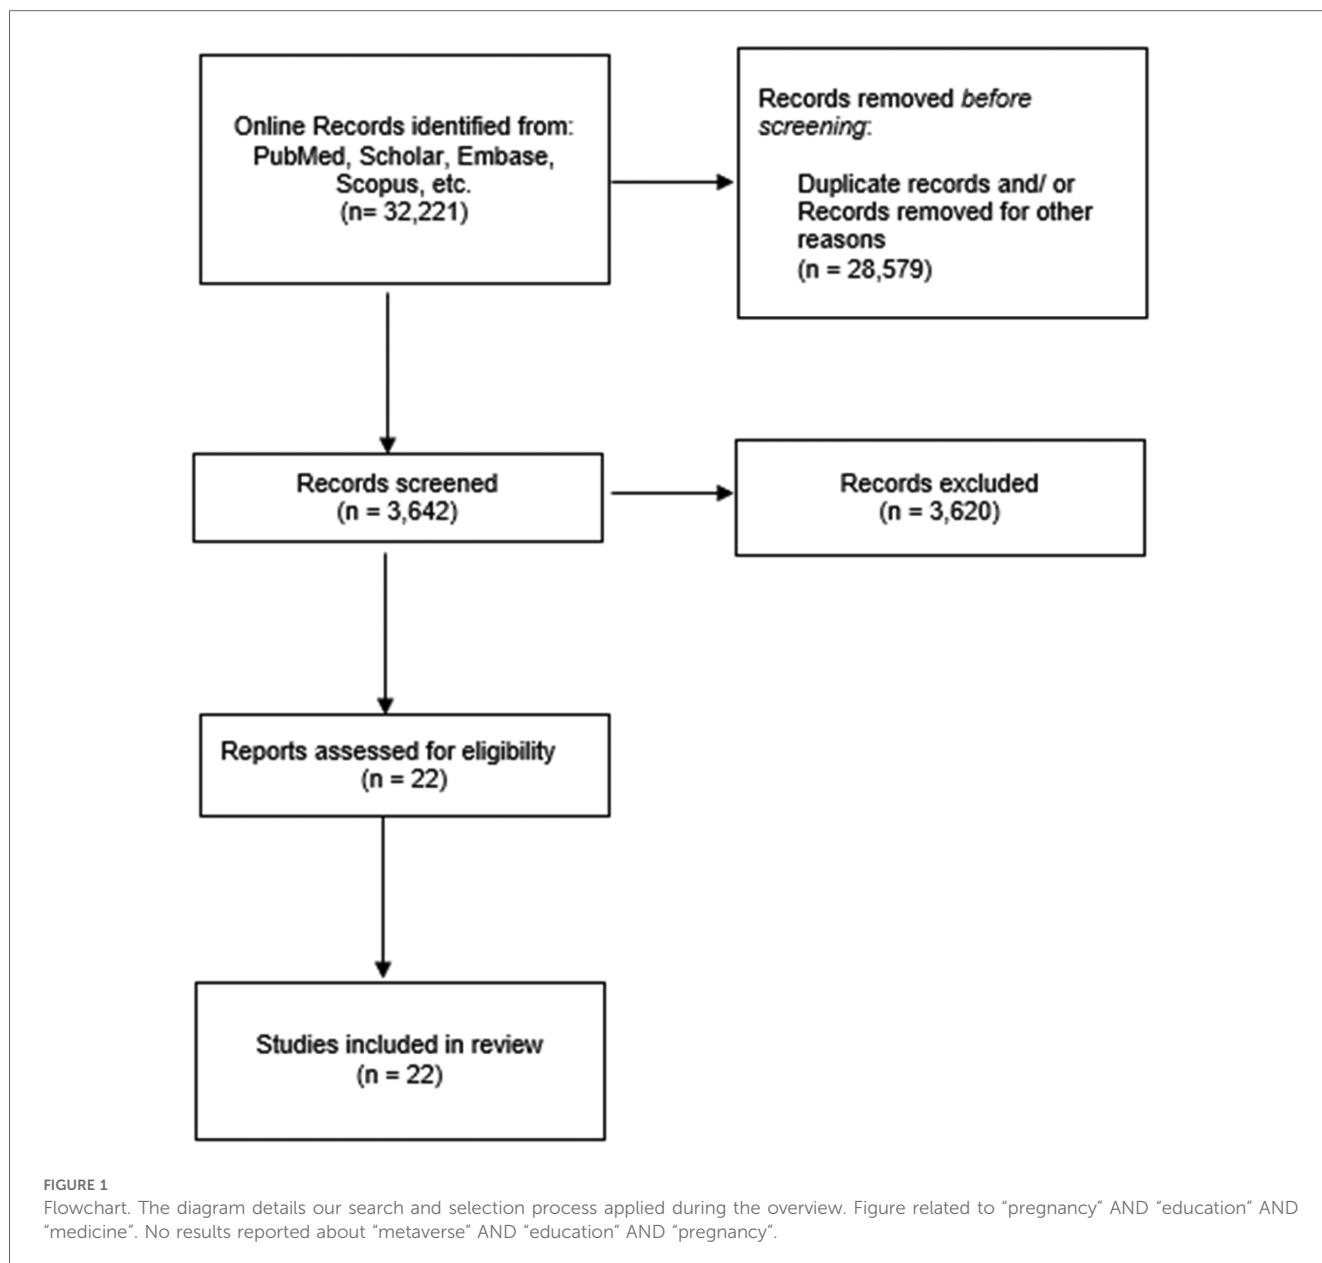 Online Records identified from:
PubMed, Scholar, Embase,
Scopus, etc.
(n= 32,221)
Records removed before
screening:
Duplicate records and/ or
Records removed for other
reasons
(n = 28,579)
Records screened
(n = 3,642)
Records excluded
(n = 3,620)
Reports assessed for eligibility
(n = 22)
Studies included in review
(n = 22)
FIGURE 1
Flowchart. The diagram details our search and selection process applied during the overview. Figure related to “pregnancy” AND “education” AND
“medicine”. No results reported about “metaverse” AND “education” AND “pregnancy”.